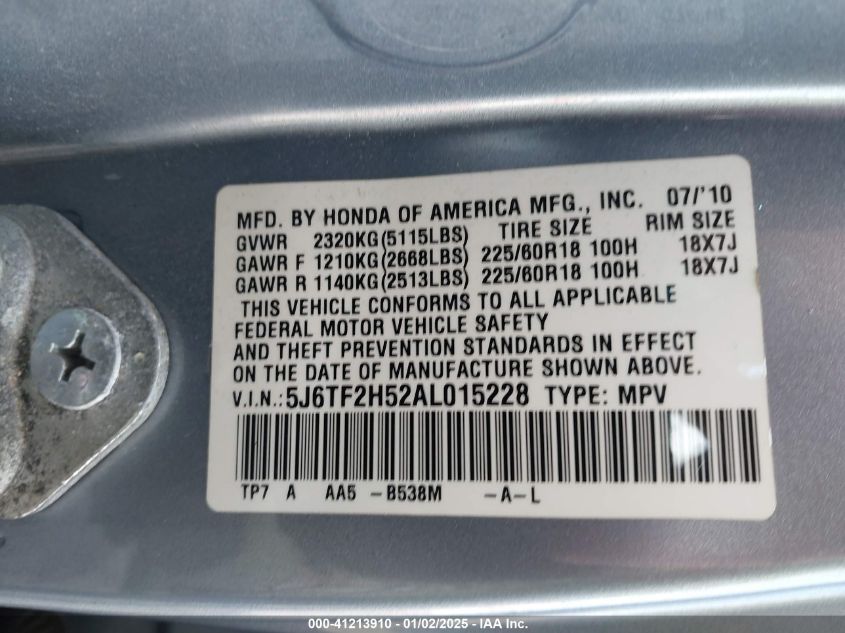 MFD. BY HONDA OF AMERICA MFG., INC. 07/'10
GVWR 2320KG(5115LBS) TIRE SIZE RIM SIZE
GAWR F 1210KG(2668LBS) 225/60R18 100H 18X7J
GAWR R 1140KG(2513LBS) 225/60R18 100H 18X7J
THIS VEHICLE CONFORMS TO ALL APPLICABLE
FEDERAL MOTOR VEHICLE SAFETY
AND THEFT PREVENTION STANDARDS IN EFFECT
ON THE DATE OF MANUFACTURE SHOWN ABOVE.
V.I.N.: 5J6TF2H52AL015228 TYPE: MPV
TP7 A AA5 -B538M -A-L
000-41213910 - 01/02/2025 - IAA Inc.